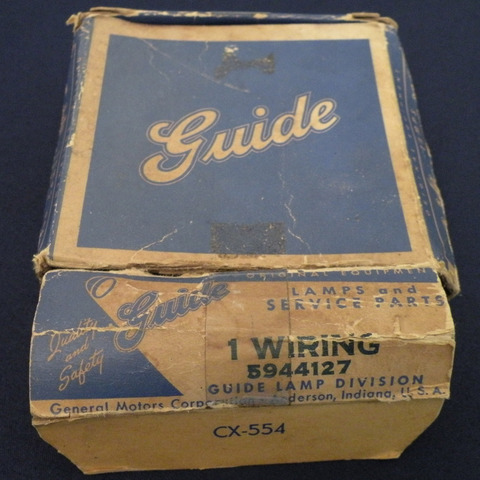 Guide
ORIGINAL EQUIPMENT
LAMPS and
SERVICE PARTS
Guide
Quality
and
Safety
1 WIRING
5944127
GUIDE LAMP DIVISION
General Motors Corporation Anderson, Indiana, U.S.A.
CX-554